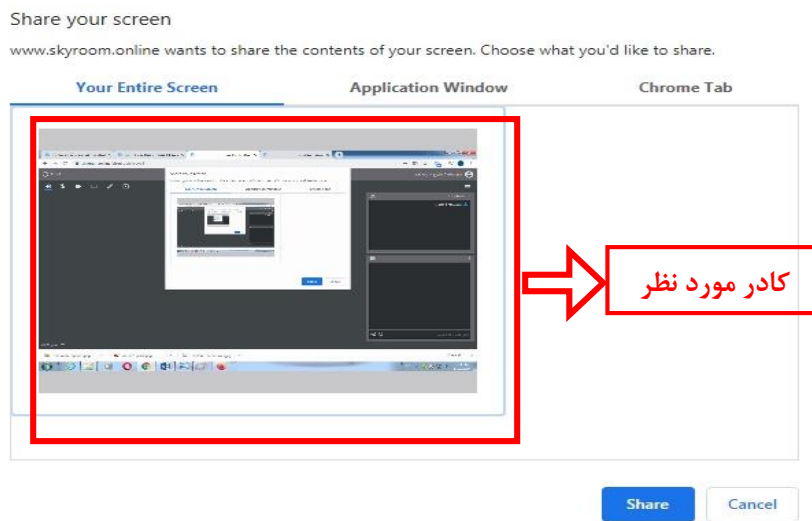 Share your screen
www.skyroom.online wants to share the contents of your screen. Choose what you'd like to share.
Your Entire Screen Application Window Chrome Tab
کادر مورد نظر
Share Cancel